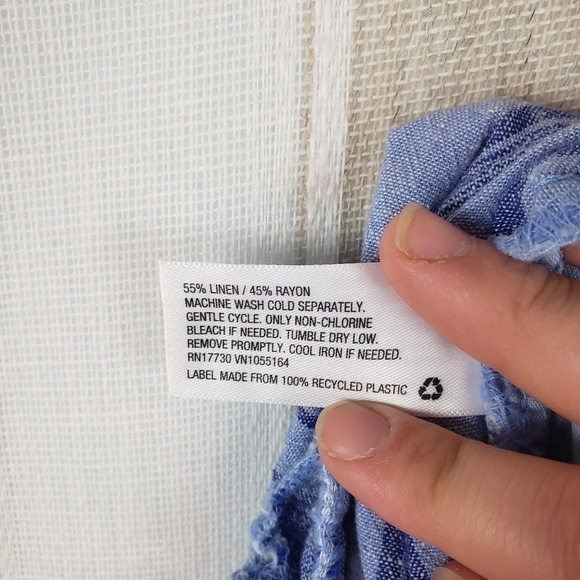 55% LINEN / 45% RAYON
MACHINE WASH COLD SEPARATELY.
GENTLE CYCLE. ONLY NON-CHLORINE
BLEACH IF NEEDED. TUMBLE DRY LOW.
REMOVE PROMPTLY. COOL IRON IF NEEDED.
RN17730 VN1055164
LABEL MADE FROM 100% RECYCLED PLASTIC